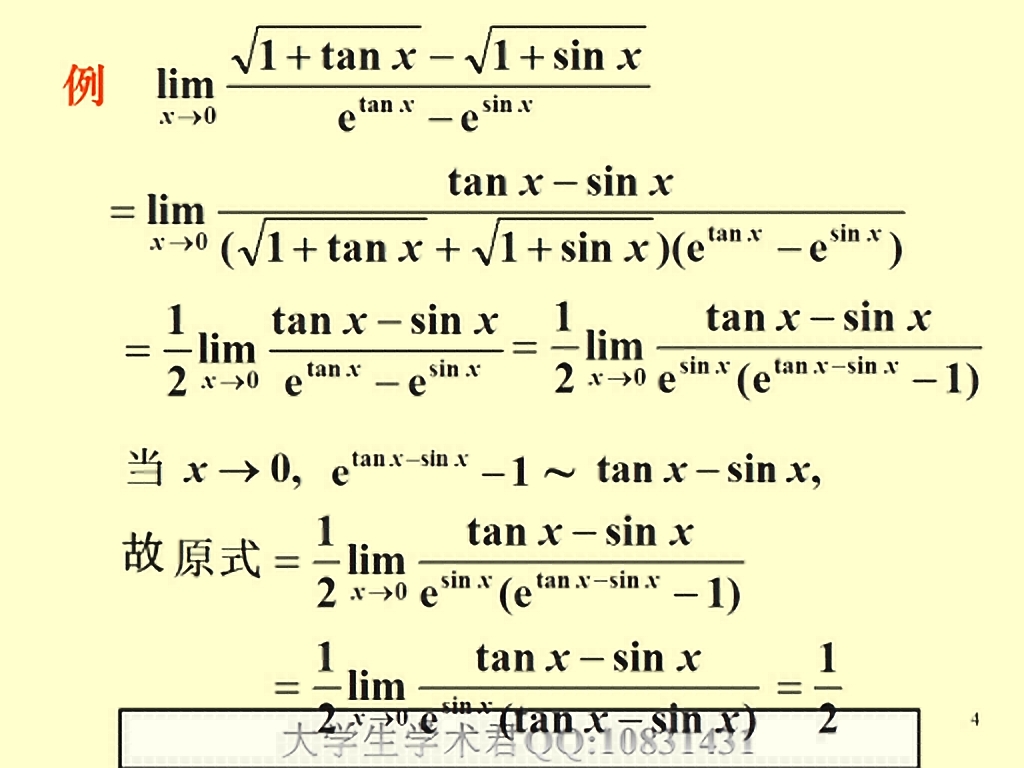 例 lim_{x→0} (√(1+tan x) − √(1+sin x)) / (e^{tan x} − e^{sin x})
= lim_{x→0} (tan x − sin x) / ((√(1+tan x) + √(1+sin x))(e^{tan x} − e^{sin x}))
= 1/2 lim_{x→0} (tan x − sin x) / (e^{tan x} − e^{sin x}) = 1/2 lim_{x→0} (tan x − sin x) / (e^{sin x}(e^{tan x−sin x} − 1))
当 x → 0, e^{tan x−sin x} − 1 ~ tan x − sin x,
故原式 = 1/2 lim_{x→0} (tan x − sin x) / (e^{sin x}(e^{tan x−sin x} − 1))
= 1/2 lim_{x→0} (tan x − sin x) / (e^{sin x}(tan x − sin x)) = 1/2
大学生学术君QQ:10831431
4